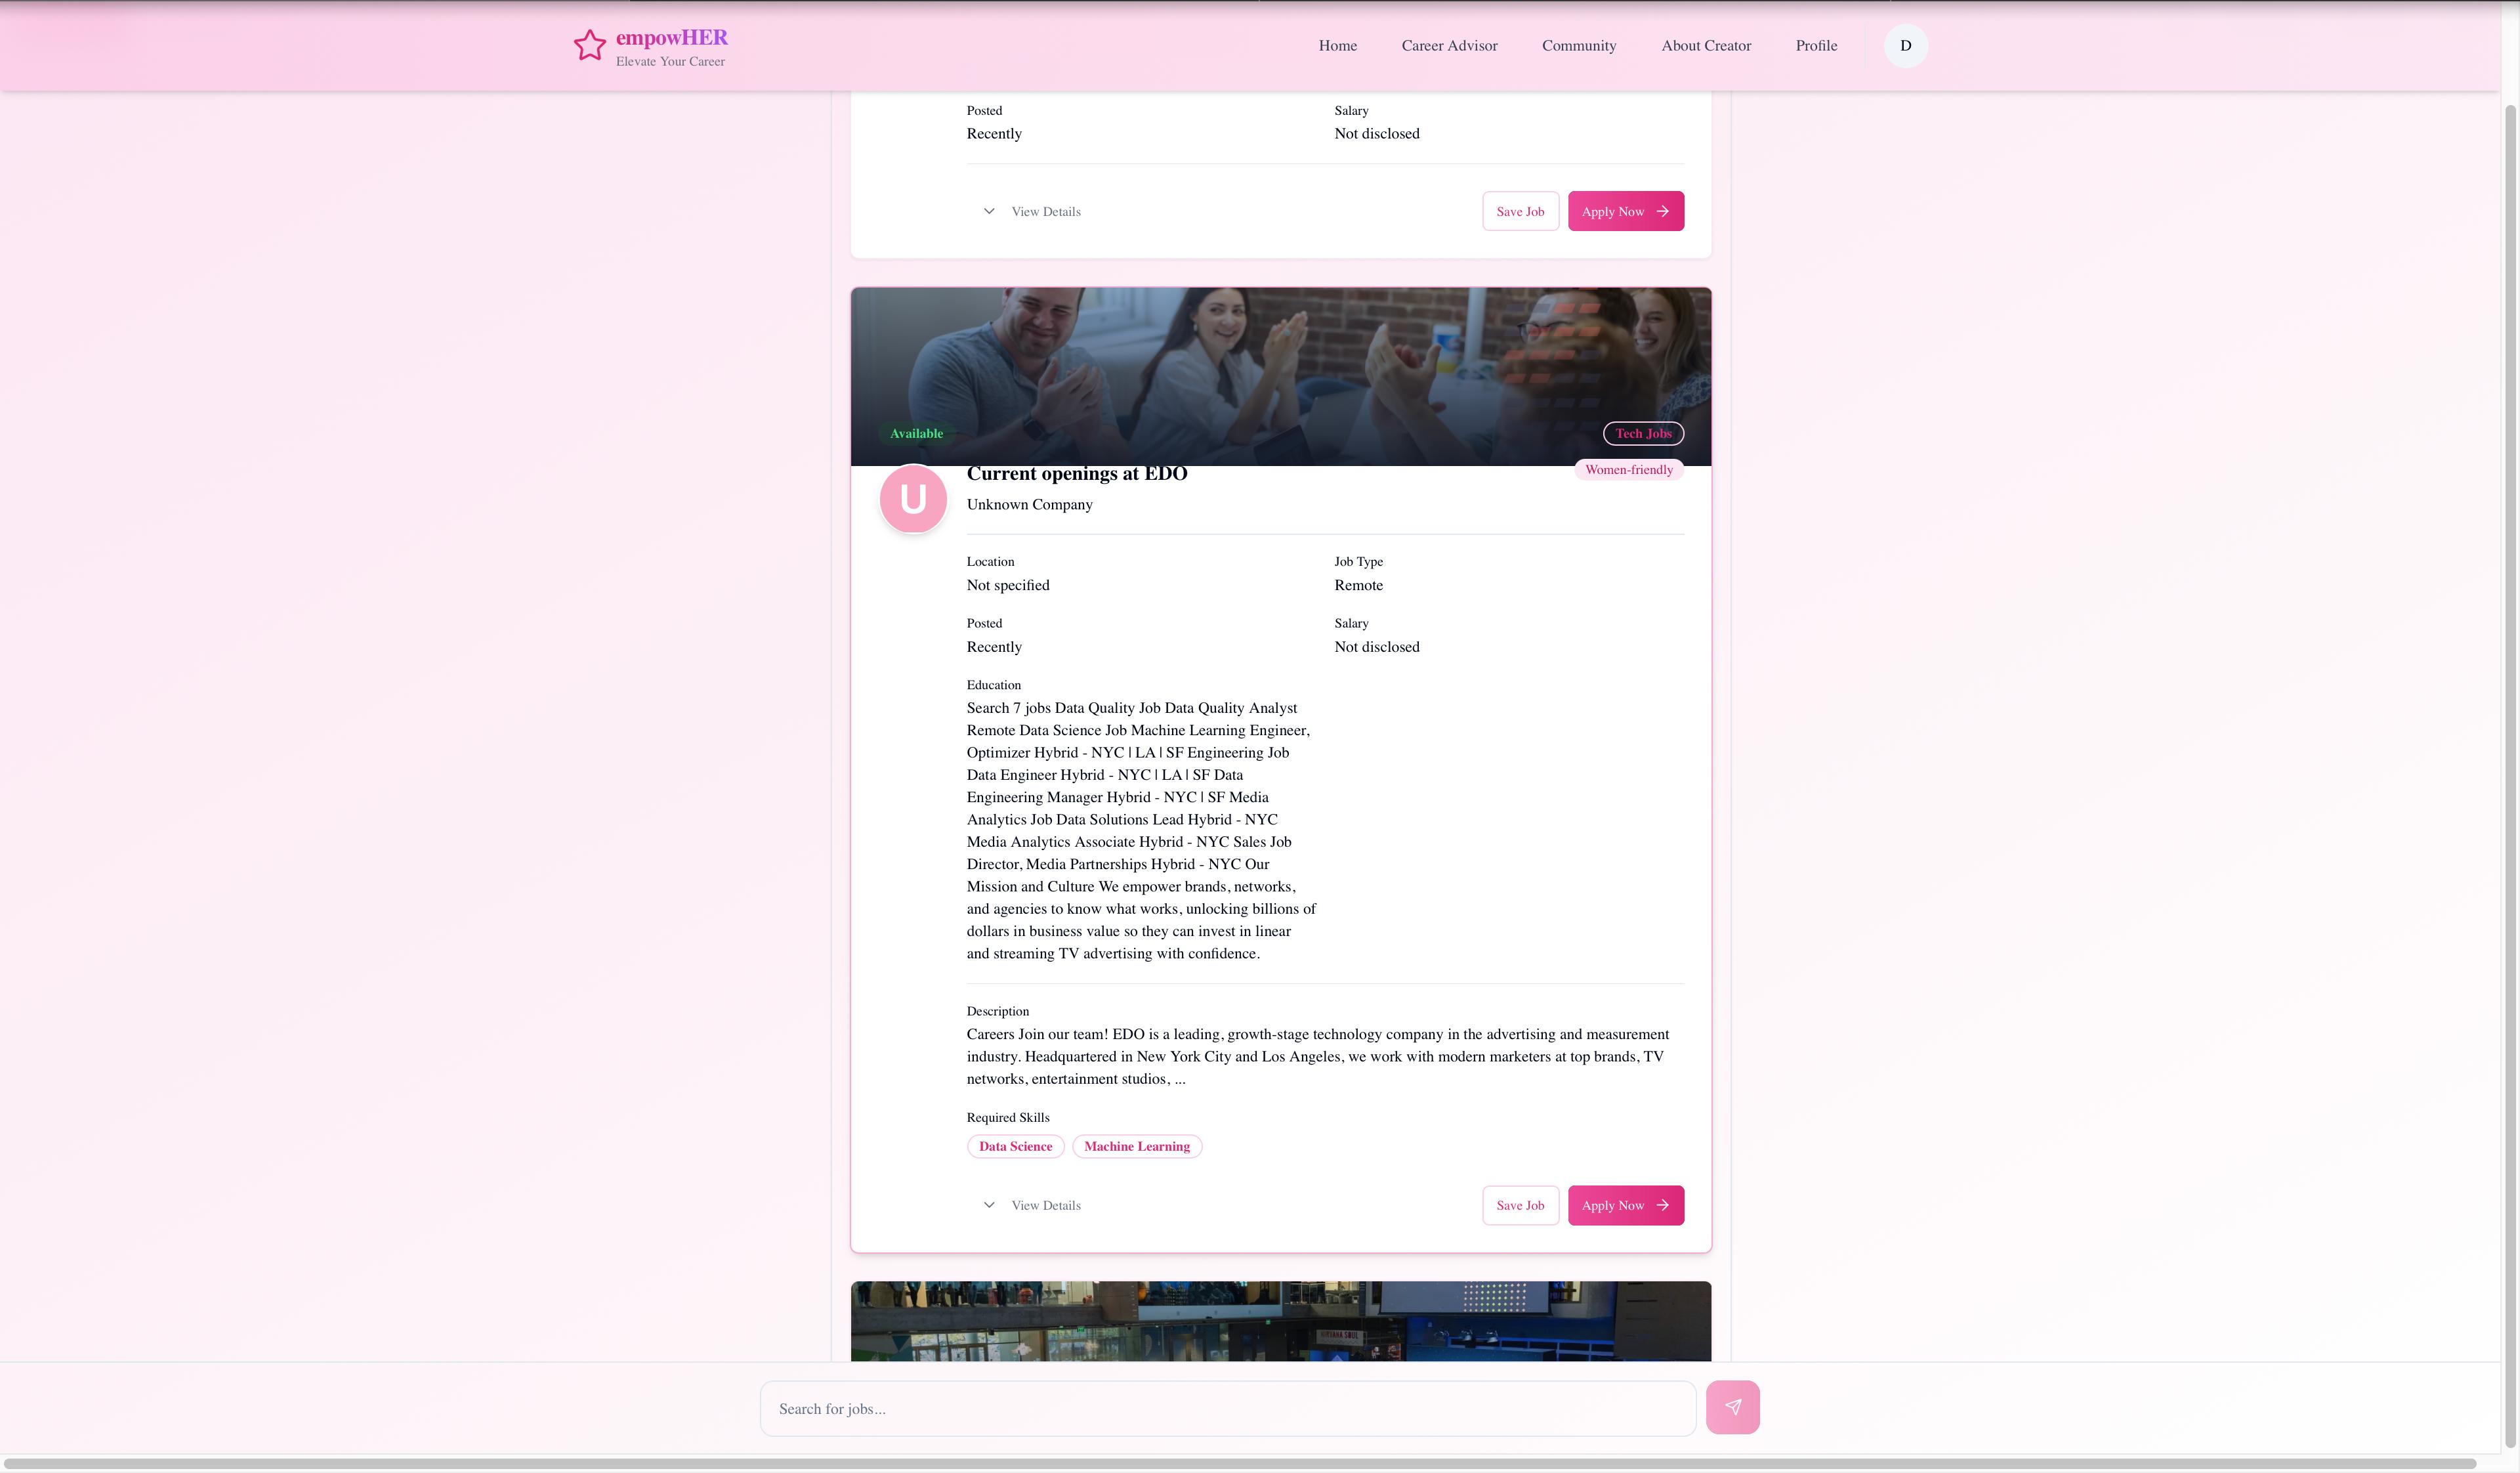 empowHER
Elevate Your Career
Home
Career Advisor
Community
About Creator
Profile
D
Posted
Recently
Salary
Not disclosed
View Details
Save Job
Apply Now
Available
Tech Jobs
Current openings at EDO
Women-friendly
U
Unknown Company
Location
Not specified
Job Type
Remote
Posted
Recently
Salary
Not disclosed
Education
Search 7 jobs Data Quality Job Data Quality Analyst
Remote Data Science Job Machine Learning Engineer,
Optimizer Hybrid - NYC | LA | SF Engineering Job
Data Engineer Hybrid - NYC | LA | SF Data
Engineering Manager Hybrid - NYC | SF Media
Analytics Job Data Solutions Lead Hybrid - NYC
Media Analytics Associate Hybrid - NYC Sales Job
Director, Media Partnerships Hybrid - NYC Our
Mission and Culture We empower brands, networks,
and agencies to know what works, unlocking billions of
dollars in business value so they can invest in linear
and streaming TV advertising with confidence.
Description
Careers Join our team! EDO is a leading, growth-stage technology company in the advertising and measurement
industry. Headquartered in New York City and Los Angeles, we work with modern marketers at top brands, TV
networks, entertainment studios, ...
Required Skills
Data Science
Machine Learning
View Details
Save Job
Apply Now
NIRVANA SOUL
Search for jobs...